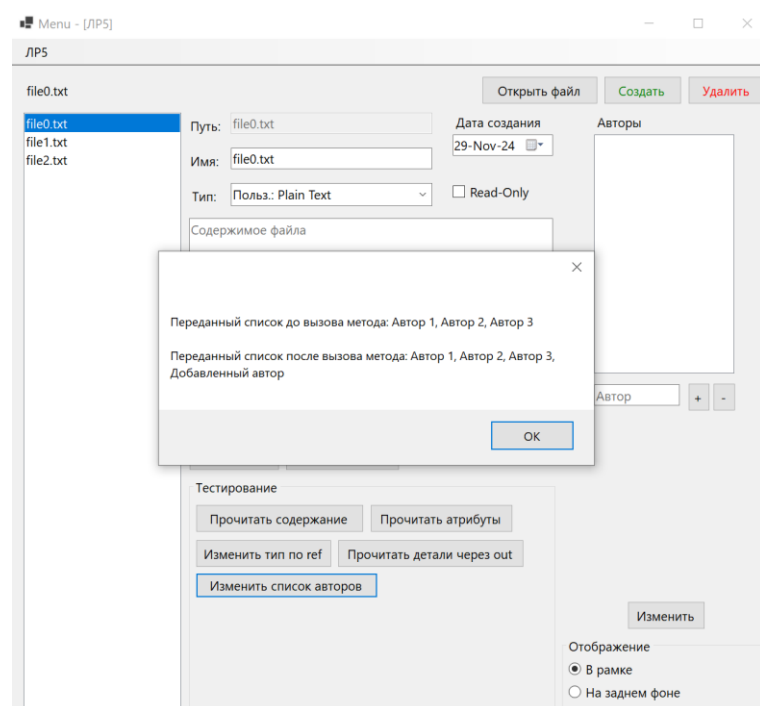 Menu - [ЛР5]
ЛР5
file0.txt
Открыть файл
Создать
Удалить
file0.txt
file1.txt
file2.txt
Путь:
file0.txt
Дата создания
Авторы
29-Nov-24
Имя:
file0.txt
Тип:
Польз.: Plain Text
Read-Only
Содержимое файла
Переданный список до вызова метода: Автор 1, Автор 2, Автор 3
Переданный список после вызова метода: Автор 1, Автор 2, Автор 3,
Добавленный автор
OK
Автор
+
-
Тестирование
Прочитать содержание
Прочитать атрибуты
Изменить тип по ref
Прочитать детали через out
Изменить список авторов
Изменить
Отображение
В рамке
На заднем фоне